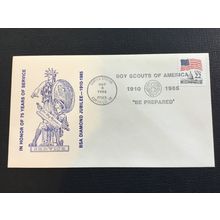 IN HONOR OF 75 YEARS OF SERVICE
BSA DIAMOND JUBILEE - 1910-1985
BOY SCOUTS OF AMERICA
1910 1985
"BE PREPARED"
22